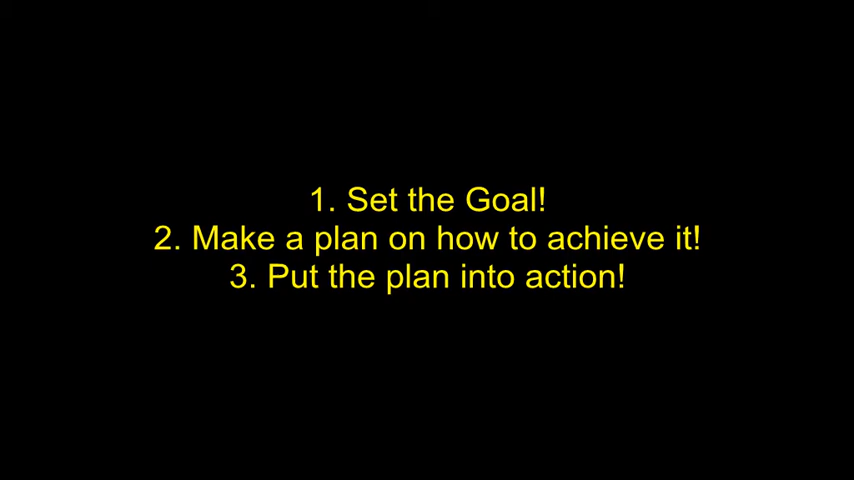 1. Set the Goal!
2. Make a plan on how to achieve it!
3. Put the plan into action!